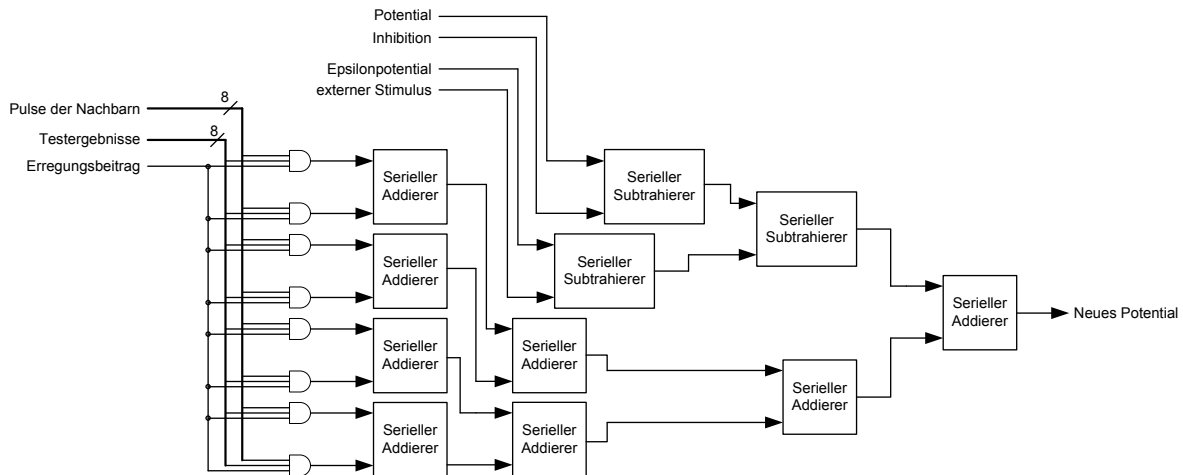 Potential
Inhibition
Epsilonpotential
externer Stimulus
8
Pulse der Nachbarn
8
Testergebnisse
Erregungsbeitrag
Serieller
Addierer
Serieller
Subtrahierer
Serieller
Subtrahierer
Serieller
Addierer
Serieller
Subtrahierer
Serieller
Addierer
Neues Potential
Serieller
Addierer
Serieller
Addierer
Serieller
Addierer
Serieller
Addierer
Serieller
Addierer